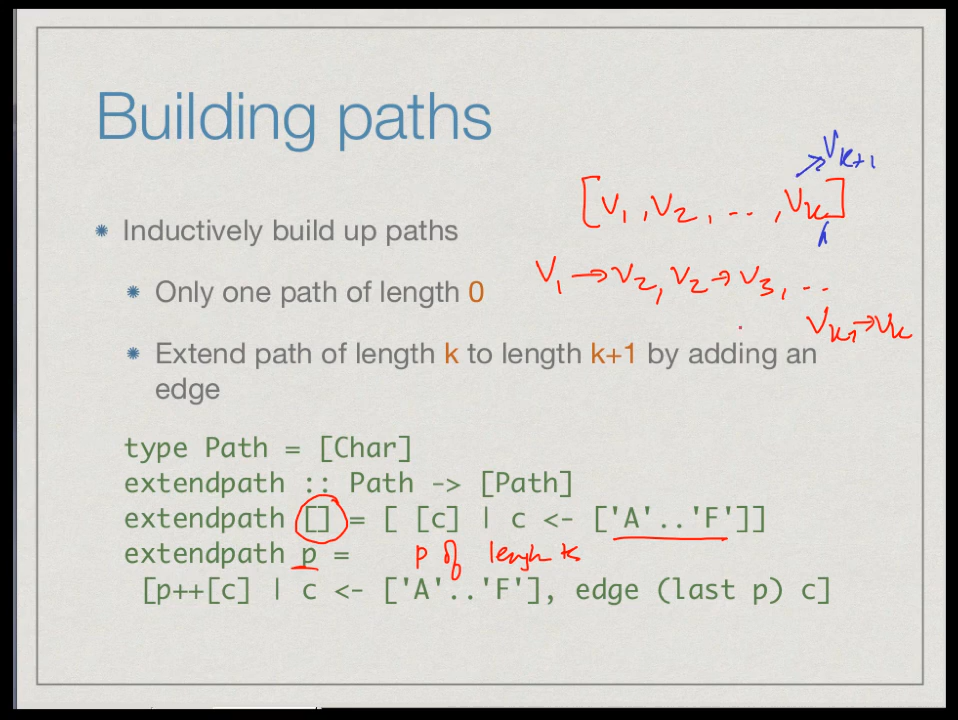 Building paths
V k+1
[V1, V2, ..., Vk]
Inductively build up paths
V1 → V2, V2 → V3, ...
Only one path of length 0
Vk-1 → Vk
Extend path of length k to length k+1 by adding an
edge
type Path = [Char]
extendpath :: Path -> [Path]
extendpath [] = [ [c] | c <- ['A'..'F']]
extendpath p = p of length k
[p++[c] | c <- ['A'..'F'], edge (last p) c]